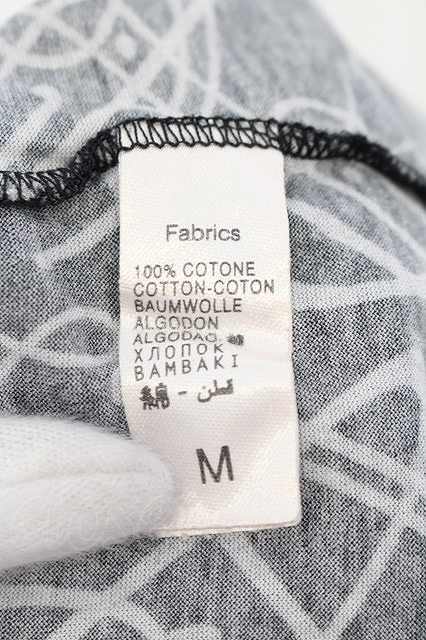 Fabrics
100% COTONE
COTTON-COTON
BAUMWOLLE
ALGODON
ALGODAO
ХЛОПОК
BAMBAKI
قطن -
M